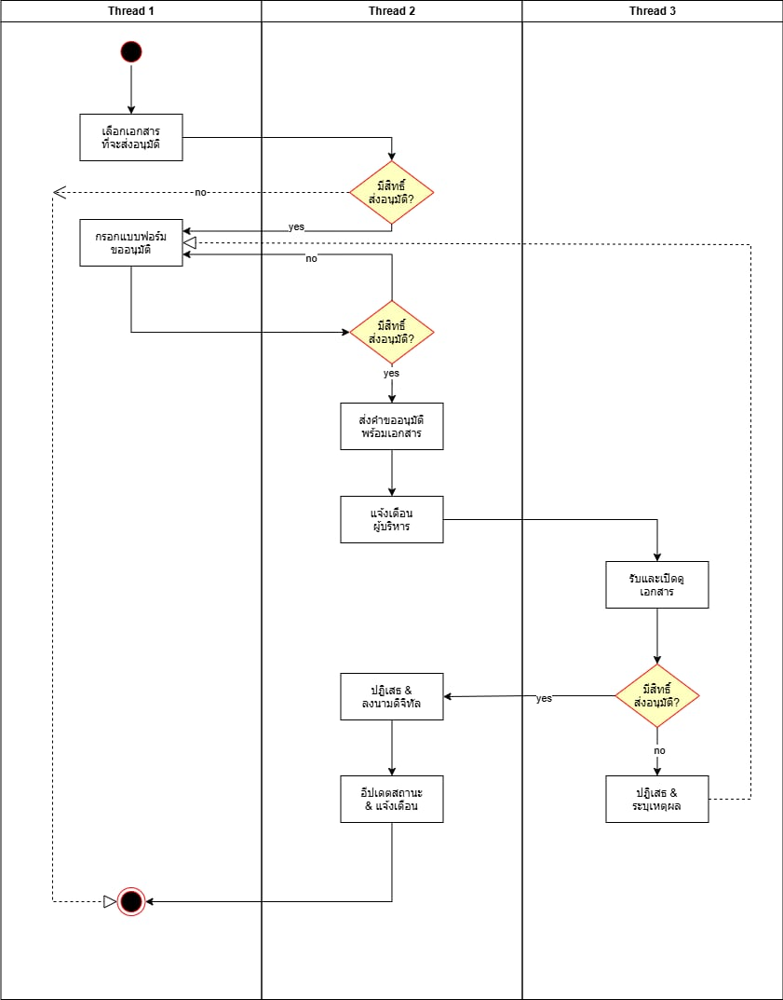 Thread 1
Thread 2
Thread 3
เลือกเอกสาร
ที่จะส่งอนุมัติ
มีสิทธิ์
ส่งอนุมัติ?
no
yes
กรอกแบบฟอร์ม
ขออนุมัติ
no
มีสิทธิ์
ส่งอนุมัติ?
yes
ส่งคำขออนุมัติ
พร้อมเอกสาร
แจ้งเตือน
ผู้บริหาร
รับและเปิดดู
เอกสาร
มีสิทธิ์
ส่งอนุมัติ?
yes
ปฏิเสธ &
ลงนามดิจิทัล
no
ปฏิเสธ &
ระบุเหตุผล
อัปเดตสถานะ
& แจ้งเตือน